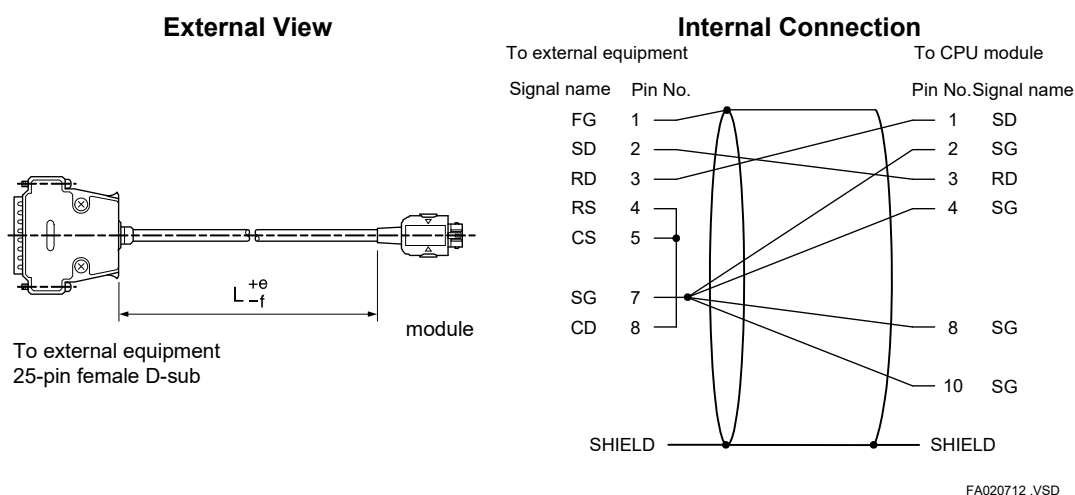 External View
L +e -f
module
To external equipment
25-pin female D-sub
Internal Connection
To external equipment To CPU module
Signal name Pin No. Pin No. Signal name
FG 1 1 SD
SD 2 2 SG
RD 3 3 RD
RS 4 4 SG
CS 5
SG 7
CD 8 8 SG
10 SG
SHIELD SHIELD
FA020712 .VSD